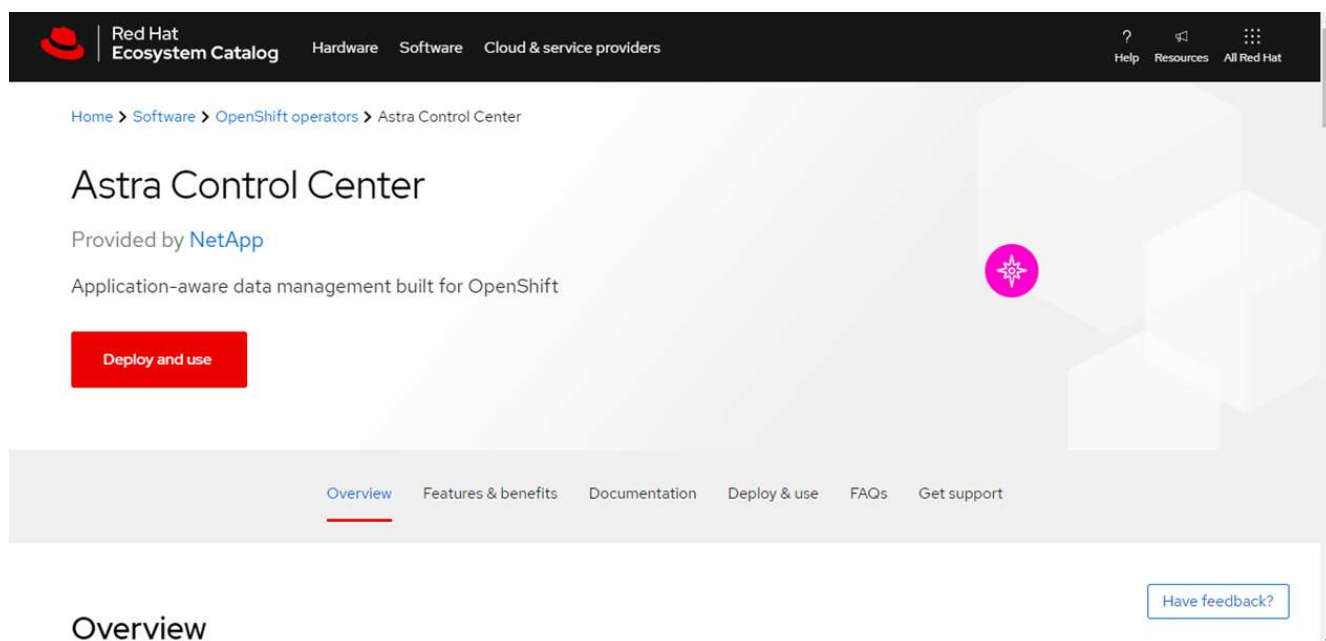 Red Hat
Ecosystem Catalog
Hardware Software Cloud & service providers
? Help Resources All Red Hat
Home > Software > OpenShift operators > Astra Control Center
Astra Control Center
Provided by NetApp
Application-aware data management built for OpenShift
Deploy and use
Overview Features & benefits Documentation Deploy & use FAQs Get support
Have feedback?
Overview